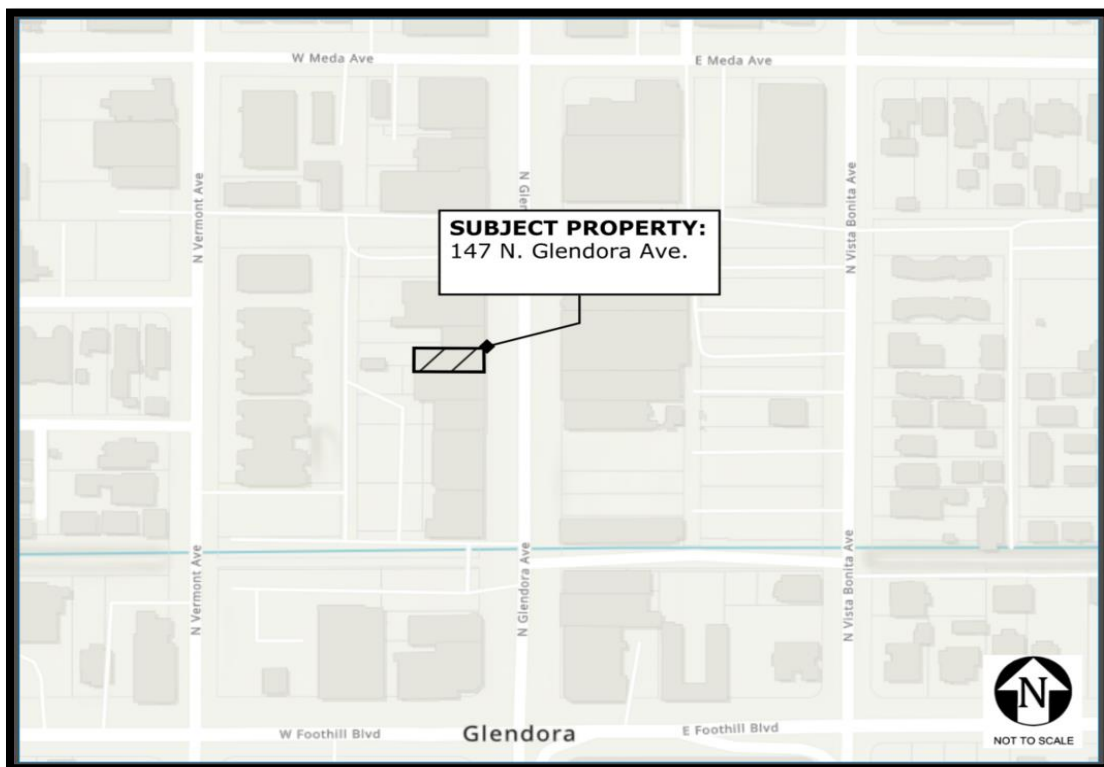 W Meda Ave
E Meda Ave
N Vermont Ave
N Gle
N Vista Bonita Ave
SUBJECT PROPERTY:
147 N. Glendora Ave.
N Vermont Ave
N Glendora Ave
N Vista Bonita Ave
W Foothill Blvd
Glendora
E Foothill Blvd
N
NOT TO SCALE